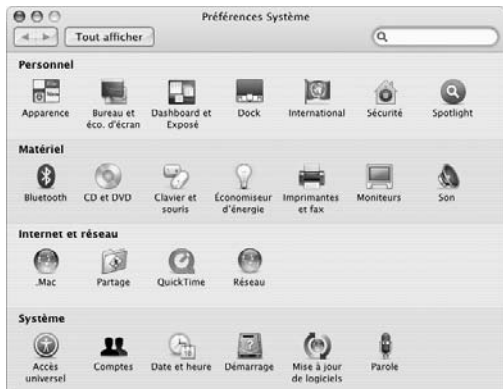 Préférences Système
Tout afficher
Personnel
Apparence Bureau et éco. d'écran Dashboard et Exposé Dock International Sécurité Spotlight
Matériel
Bluetooth CD et DVD Clavier et souris Économiseur d'énergie Imprimantes et fax Moniteurs Son
Internet et réseau
.Mac Partage QuickTime Réseau
Système
Accès universel Comptes Date et heure Démarrage Mise à jour de logiciels Parole